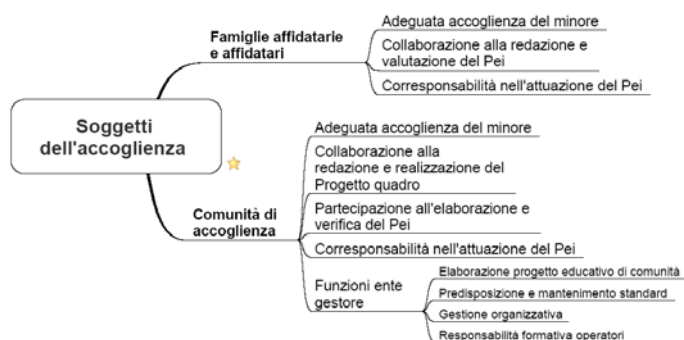 Soggetti
dell'accoglienza
Famiglie affidatarie
e affidatari
Adeguata accoglienza del minore
Collaborazione alla redazione e
valutazione del Pei
Corresponsabilità nell'attuazione del Pei
Comunità di
accoglienza
Adeguata accoglienza del minore
Collaborazione alla
redazione e realizzazione del
Progetto quadro
Partecipazione all'elaborazione e
verifica del Pei
Corresponsabilità nell'attuazione del Pei
Funzioni ente
gestore
Elaborazione progetto educativo di comunità
Predisposizione e mantenimento standard
Gestione organizzativa
Responsabilità formativa operatori